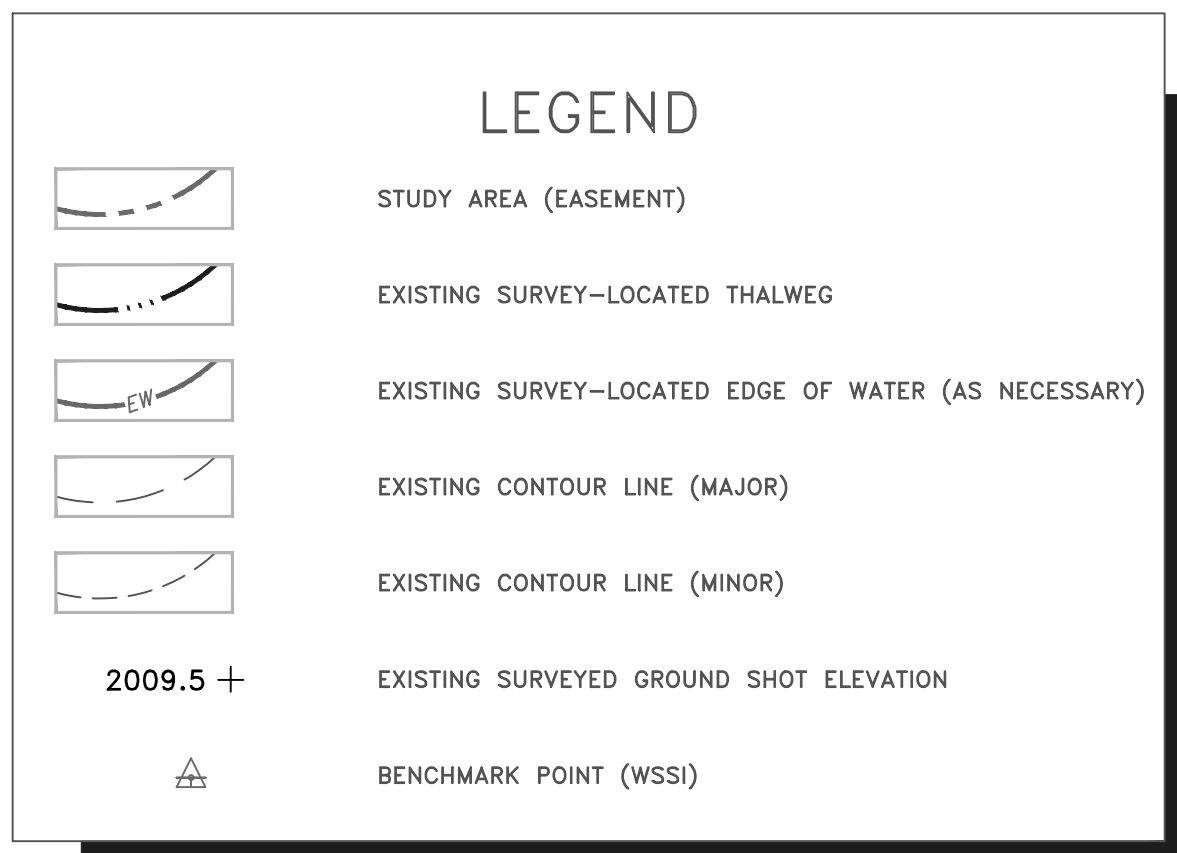 LEGEND
STUDY AREA (EASEMENT)
EXISTING SURVEY-LOCATED THALWEG
EW
EXISTING SURVEY-LOCATED EDGE OF WATER (AS NECESSARY)
EXISTING CONTOUR LINE (MAJOR)
EXISTING CONTOUR LINE (MINOR)
2009.5 EXISTING SURVEYED GROUND SHOT ELEVATION
BENCHMARK POINT (WSSI)